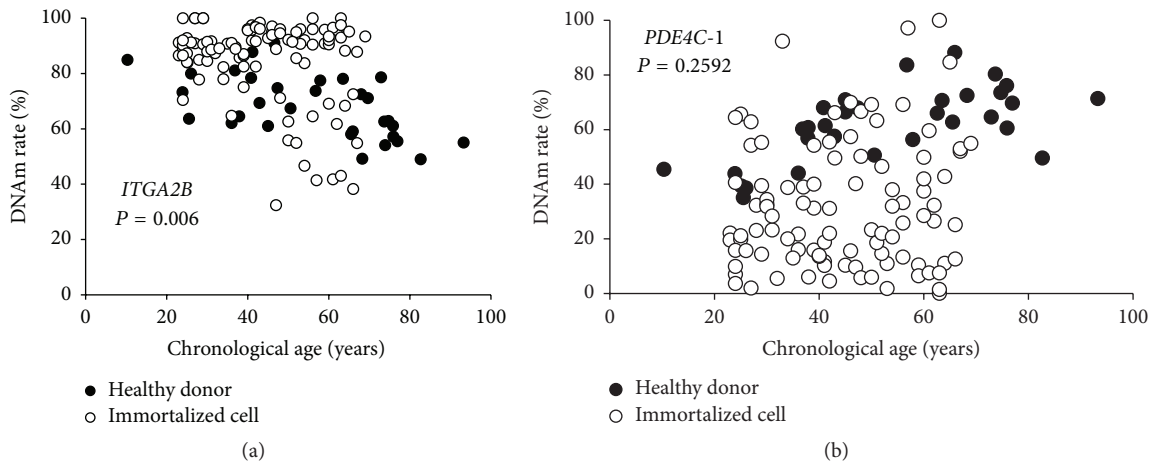 100
80
60
40
20
0
DNAm rate (%)
ITGA2B
P = 0.006
0 20 40 60 80 100
Chronological age (years)
Healthy donor
Immortalized cell
(a)
100
80
60
40
20
0
DNAm rate (%)
PDE4C-1
P = 0.2592
0 20 40 60 80 100
Chronological age (years)
Healthy donor
Immortalized cell
(b)